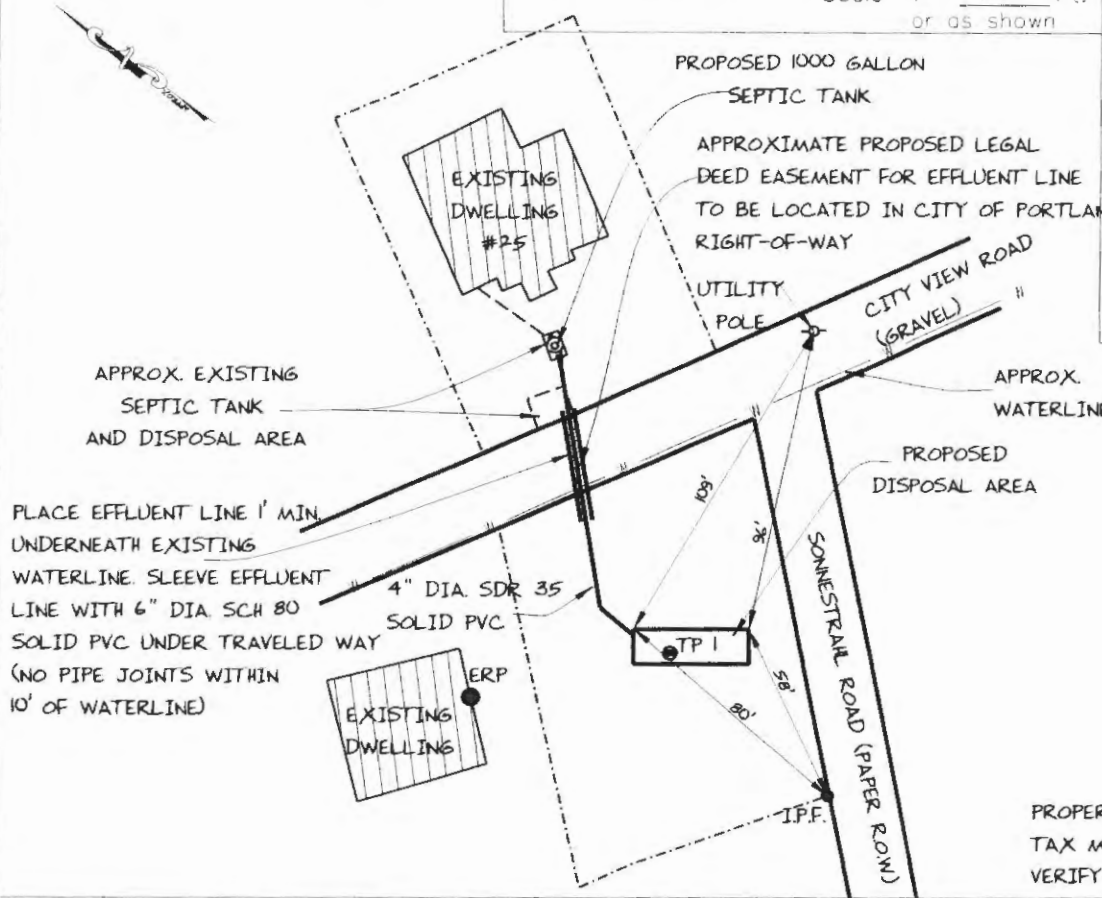 or as shown
PROPOSED 1000 GALLON
SEPTIC TANK
APPROXIMATE PROPOSED LEGAL
DEED EASEMENT FOR EFFLUENT LINE
TO BE LOCATED IN CITY OF PORTLAN
RIGHT-OF-WAY
EXISTING
DWELLING
#25
UTILITY
POLE
CITY VIEW ROAD
(GRAVEL)
APPROX. EXISTING
SEPTIC TANK
AND DISPOSAL AREA
APPROX.
WATERLINE
PROPOSED
DISPOSAL AREA
PLACE EFFLUENT LINE 1' MIN.
UNDERNEATH EXISTING
WATERLINE. SLEEVE EFFLUENT
LINE WITH 6" DIA. SCH 80
SOLID PVC UNDER TRAVELED WAY
(NO PIPE JOINTS WITHIN
10' OF WATERLINE)
4" DIA. SDR 35
SOLID PVC
109'
96'
TP 1
58'
80'
SONNESTRAHL ROAD (PAPER R.O.W)
ERP
EXISTING
DWELLING
I.P.F.
PROPER
TAX M
VERIFY